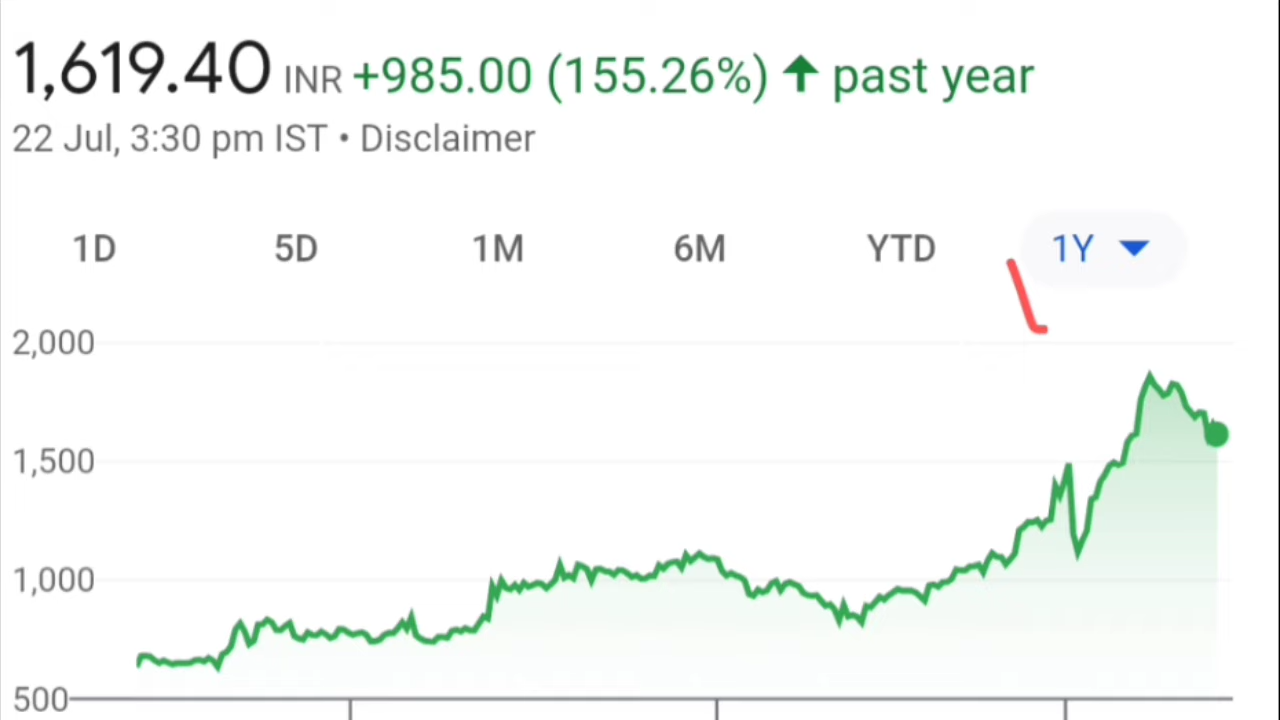 1,619.40 INR +985.00 (155.26%) ↑ past year
22 Jul, 3:30 pm IST • Disclaimer
1D 5D 1M 6M YTD 1Y
2,000
1,500
1,000
500